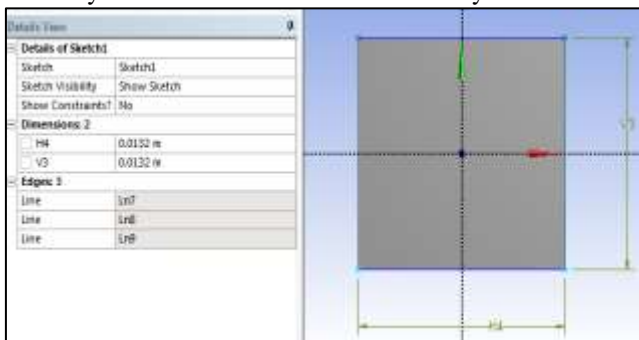 Details View
Details of Sketch1
Sketch Sketch1
Sketch Visibility Show Sketch
Show Constraints? No
Dimensions: 2
H4 0.0132 m
V3 0.0132 m
Edges: 3
Line Ln7
Line Ln8
Line Ln9
V3
H4